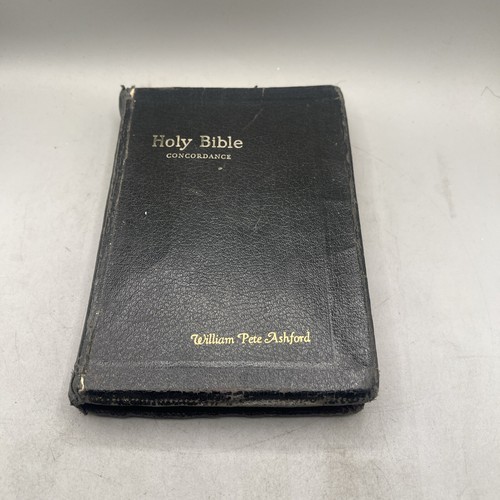 Holy Bible
CONCORDANCE
William Pete Ashford